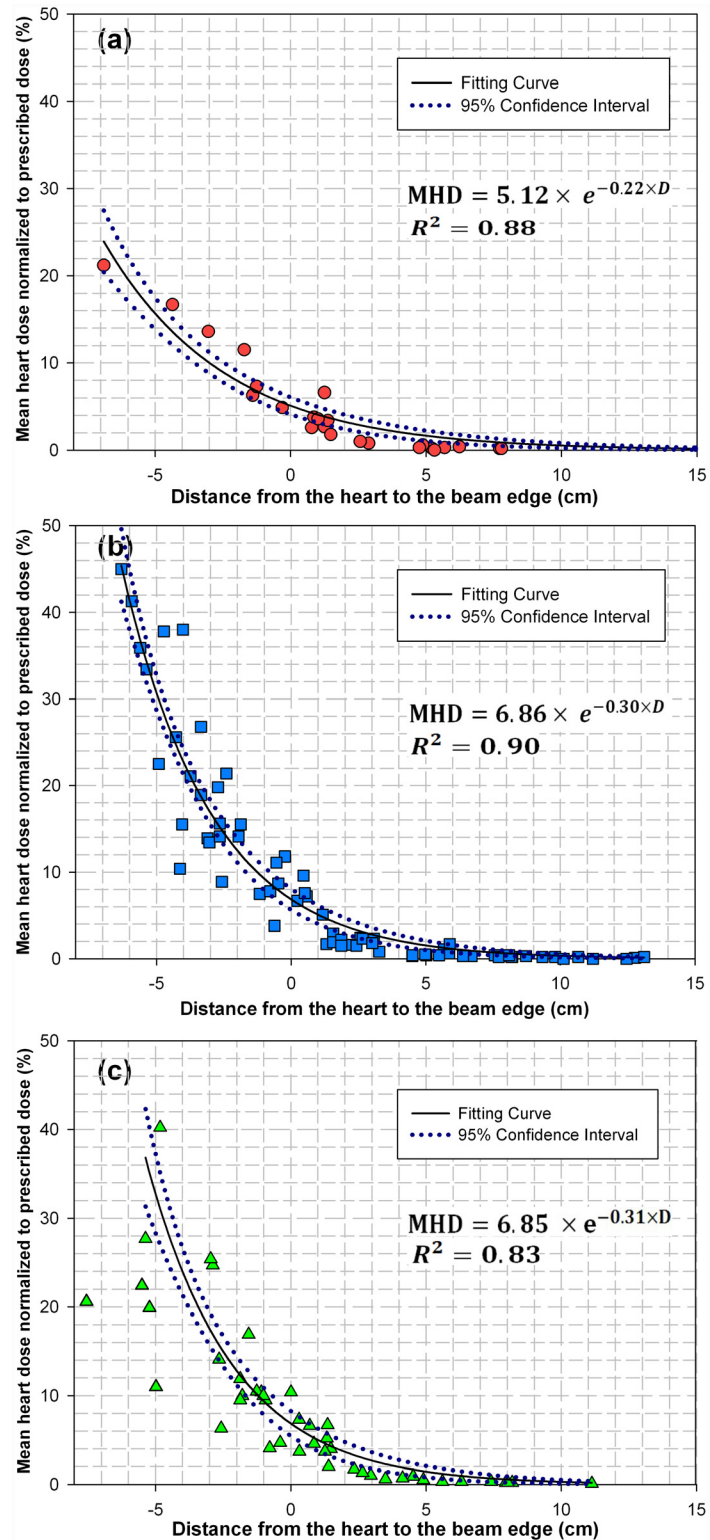 50
(a)
Fitting Curve
40
95% Confidence Interval
30
MHD = 5.12 × e^{−0.22×D}
R² = 0.88
20
10
0
-5 0 5 10 15
Mean heart dose normalized to prescribed dose (%)
Distance from the heart to the beam edge (cm)
50
(b)
Fitting Curve
40
95% Confidence Interval
30
MHD = 6.86 × e^{−0.30×D}
R² = 0.90
20
10
0
-5 0 5 10 15
Mean heart dose normalized to prescribed dose (%)
Distance from the heart to the beam edge (cm)
50
(c)
Fitting Curve
40
95% Confidence Interval
30
MHD = 6.85 × e^{−0.31×D}
R² = 0.83
20
10
0
-5 0 5 10 15
Mean heart dose normalized to prescribed dose (%)
Distance from the heart to the beam edge (cm)